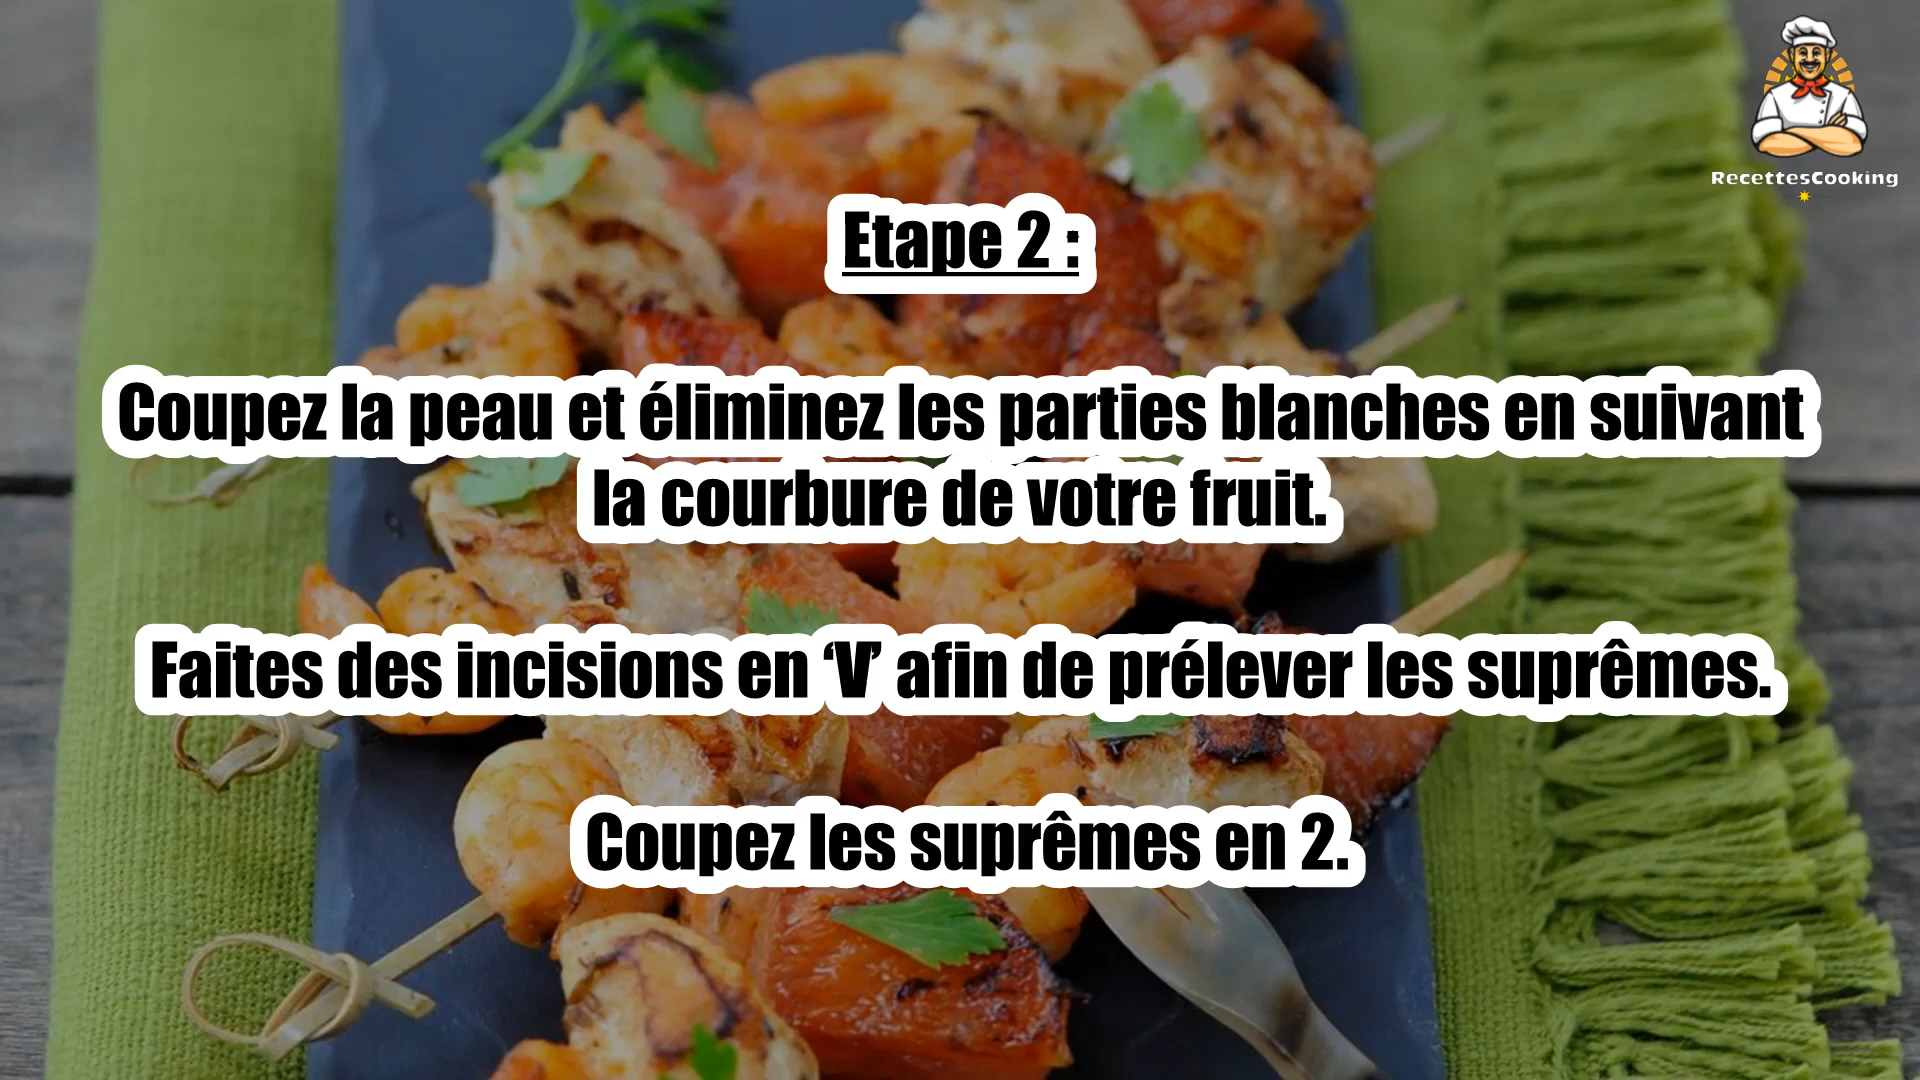 RecettesCooking
Etape 2 :
Coupez la peau et éliminez les parties blanches en suivant
la courbure de votre fruit.
Faites des incisions en ‘V’ afin de prélever les suprêmes.
Coupez les suprêmes en 2.